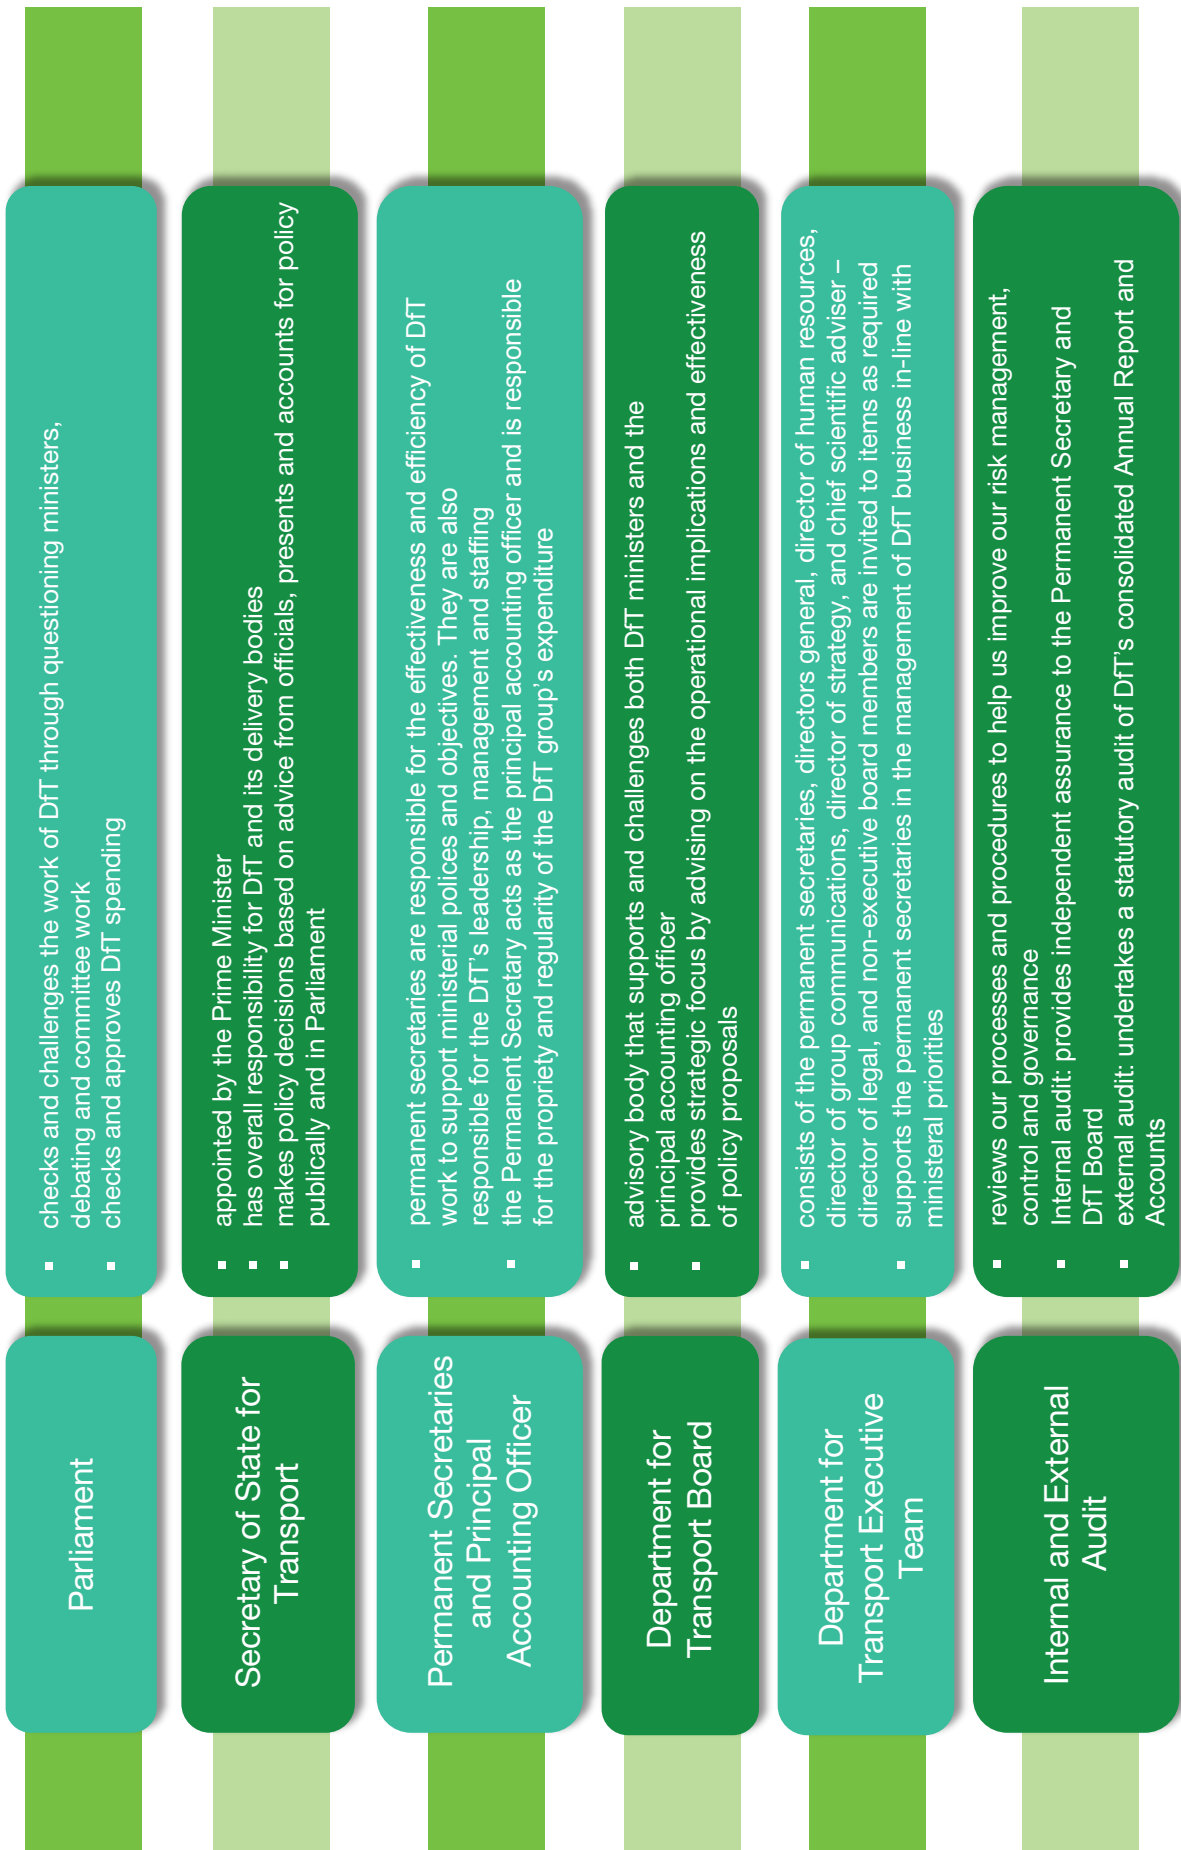 Parliament
▪ checks and challenges the work of DfT through questioning ministers,
debating and committee work
▪ checks and approves DfT spending
Secretary of State for
Transport
▪ appointed by the Prime Minister
▪ has overall responsibility for DfT and its delivery bodies
▪ makes policy decisions based on advice from officials, presents and accounts for policy
publically and in Parliament
Permanent Secretaries
and Principal
Accounting Officer
▪ permanent secretaries are responsible for the effectiveness and efficiency of DfT
work to support ministerial polices and objectives. They are also
responsible for the DfT's leadership, management and staffing
▪ the Permanent Secretary acts as the principal accounting officer and is responsible
for the propriety and regularity of the DfT group's expenditure
Department for
Transport Board
▪ advisory body that supports and challenges both DfT ministers and the
principal accounting officer
▪ provides strategic focus by advising on the operational implications and effectiveness
of policy proposals
Department for
Transport Executive
Team
▪ consists of the permanent secretaries, directors general, director of human resources,
director of group communications, director of strategy, and chief scientific adviser –
director of legal, and non-executive board members are invited to items as required
▪ supports the permanent secretaries in the management of DfT business in-line with
ministeral priorities
Internal and External
Audit
▪ reviews our processes and procedures to help us improve our risk management,
control and governance
▪ Internal audit: provides independent assurance to the Permanent Secretary and
DfT Board
▪ external audit: undertakes a statutory audit of DfT's consolidated Annual Report and
Accounts